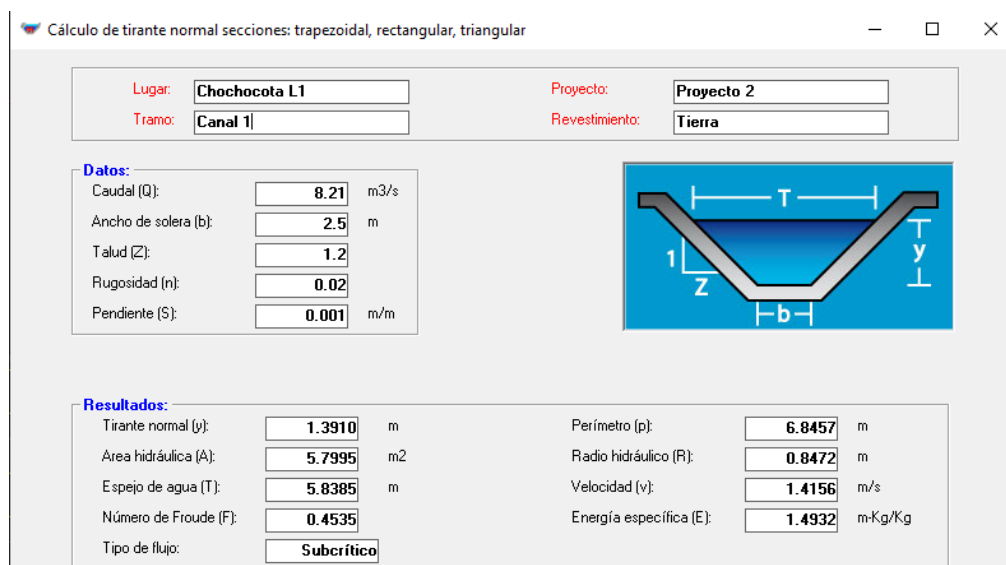 Cálculo de tirante normal secciones: trapezoidal, rectangular, triangular
Lugar: Chochocota L1 Proyecto: Proyecto 2
Tramo: Canal 1 Revestimiento: Tierra
Datos:
Caudal (Q): 8.21 m3/s
Ancho de solera (b): 2.5 m
Talud (Z): 1.2
Rugosidad (n): 0.02
Pendiente (S): 0.001 m/m
T
1
Z
y
b
Resultados:
Tirante normal (y): 1.3910 m Perímetro (p): 6.8457 m
Area hidráulica (A): 5.7995 m2 Radio hidráulico (R): 0.8472 m
Espejo de agua (T): 5.8385 m Velocidad (v): 1.4156 m/s
Número de Froude (F): 0.4535 Energía específica (E): 1.4932 m-Kg/Kg
Tipo de flujo: Subcrítico